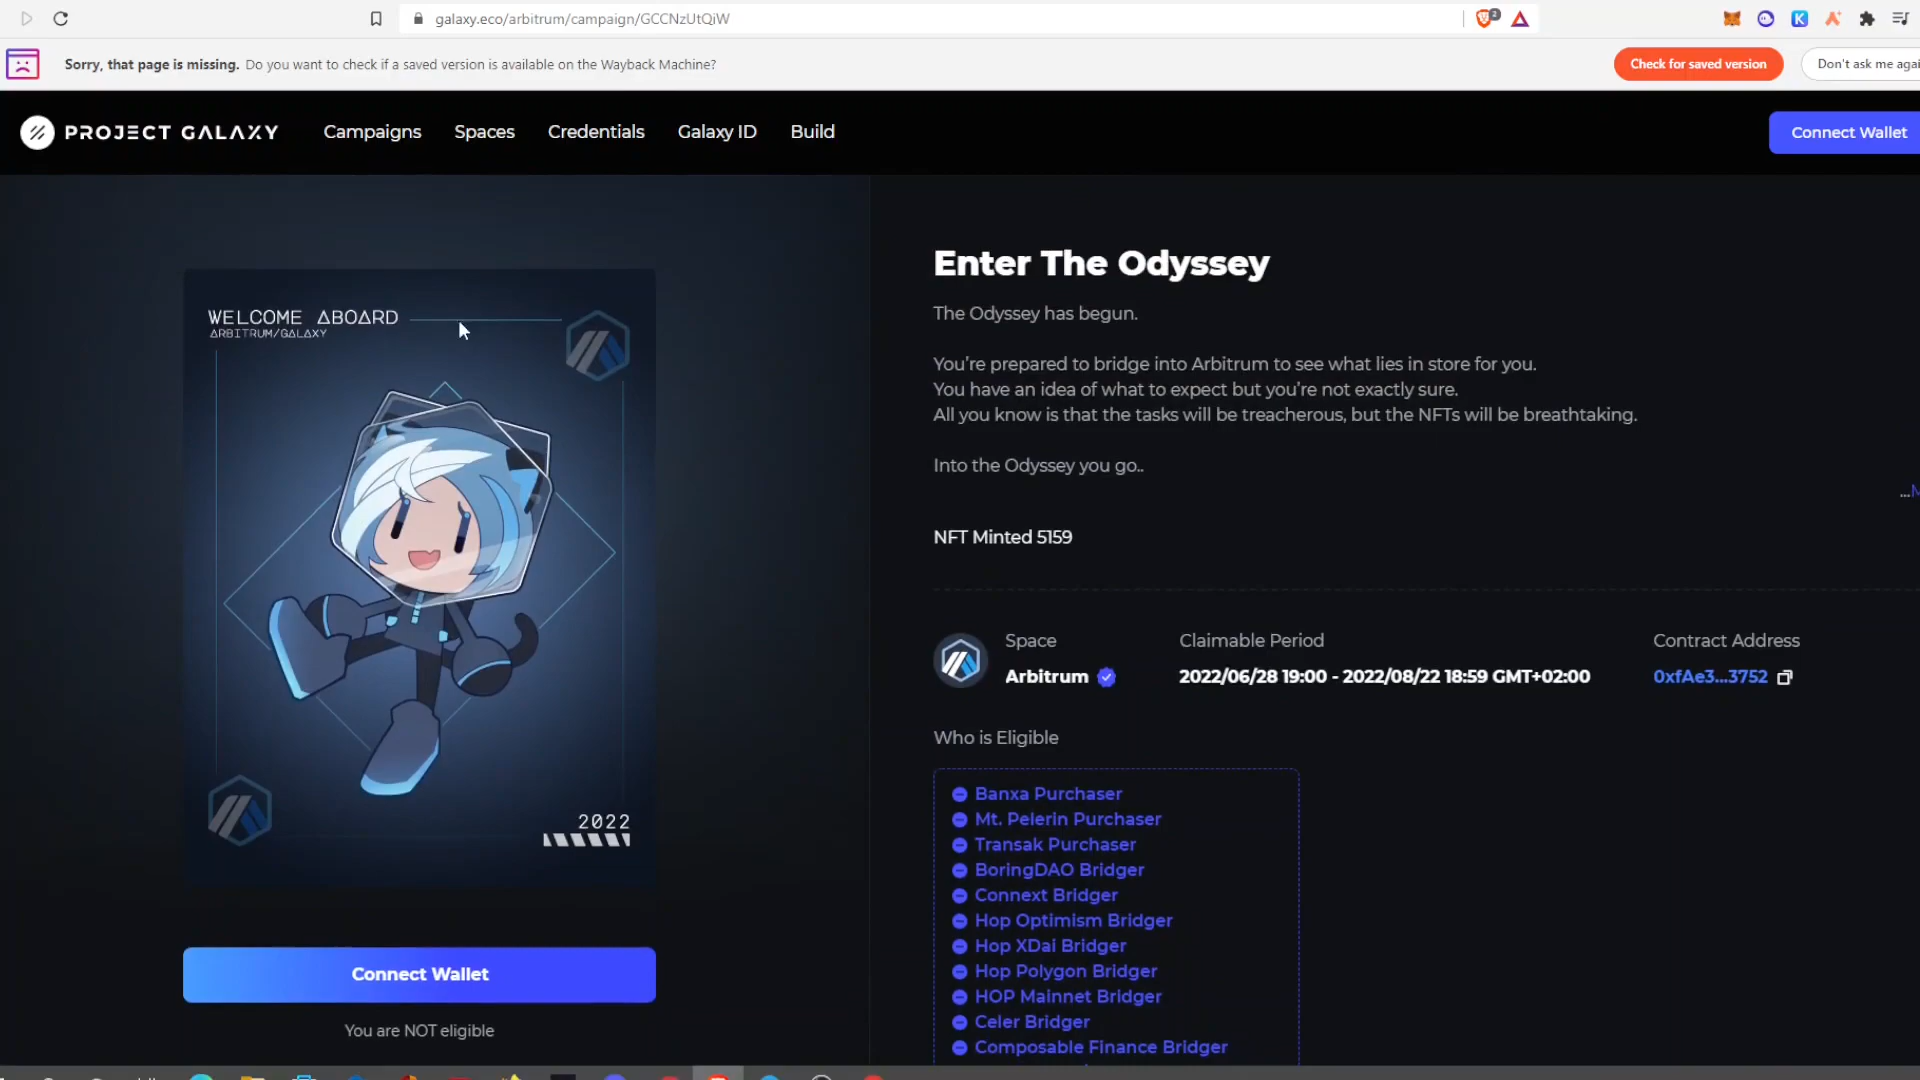 galaxy.eco/arbitrum/campaign/GCCNzUtQiW
2
Sorry, that page is missing. Do you want to check if a saved version is available on the Wayback Machine?
Check for saved version
Don't ask me agai
PROJECT GALAXY
Campaigns
Spaces
Credentials
Galaxy ID
Build
Connect Wallet
WELCOME ABOARD
ARBITRUM/GALAXY
2022
Connect Wallet
You are NOT eligible
Enter The Odyssey
The Odyssey has begun.
You’re prepared to bridge into Arbitrum to see what lies in store for you.
You have an idea of what to expect but you’re not exactly sure.
All you know is that the tasks will be treacherous, but the NFTs will be breathtaking.
Into the Odyssey you go..
...M
NFT Minted 5159
Space
Arbitrum
Claimable Period
2022/06/28 19:00 - 2022/08/22 18:59 GMT+02:00
Contract Address
0xfAe3...3752
Who is Eligible
Banxa Purchaser
Mt. Pelerin Purchaser
Transak Purchaser
BoringDAO Bridger
Connext Bridger
Hop Optimism Bridger
Hop XDai Bridger
Hop Polygon Bridger
HOP Mainnet Bridger
Celer Bridger
Composable Finance Bridger